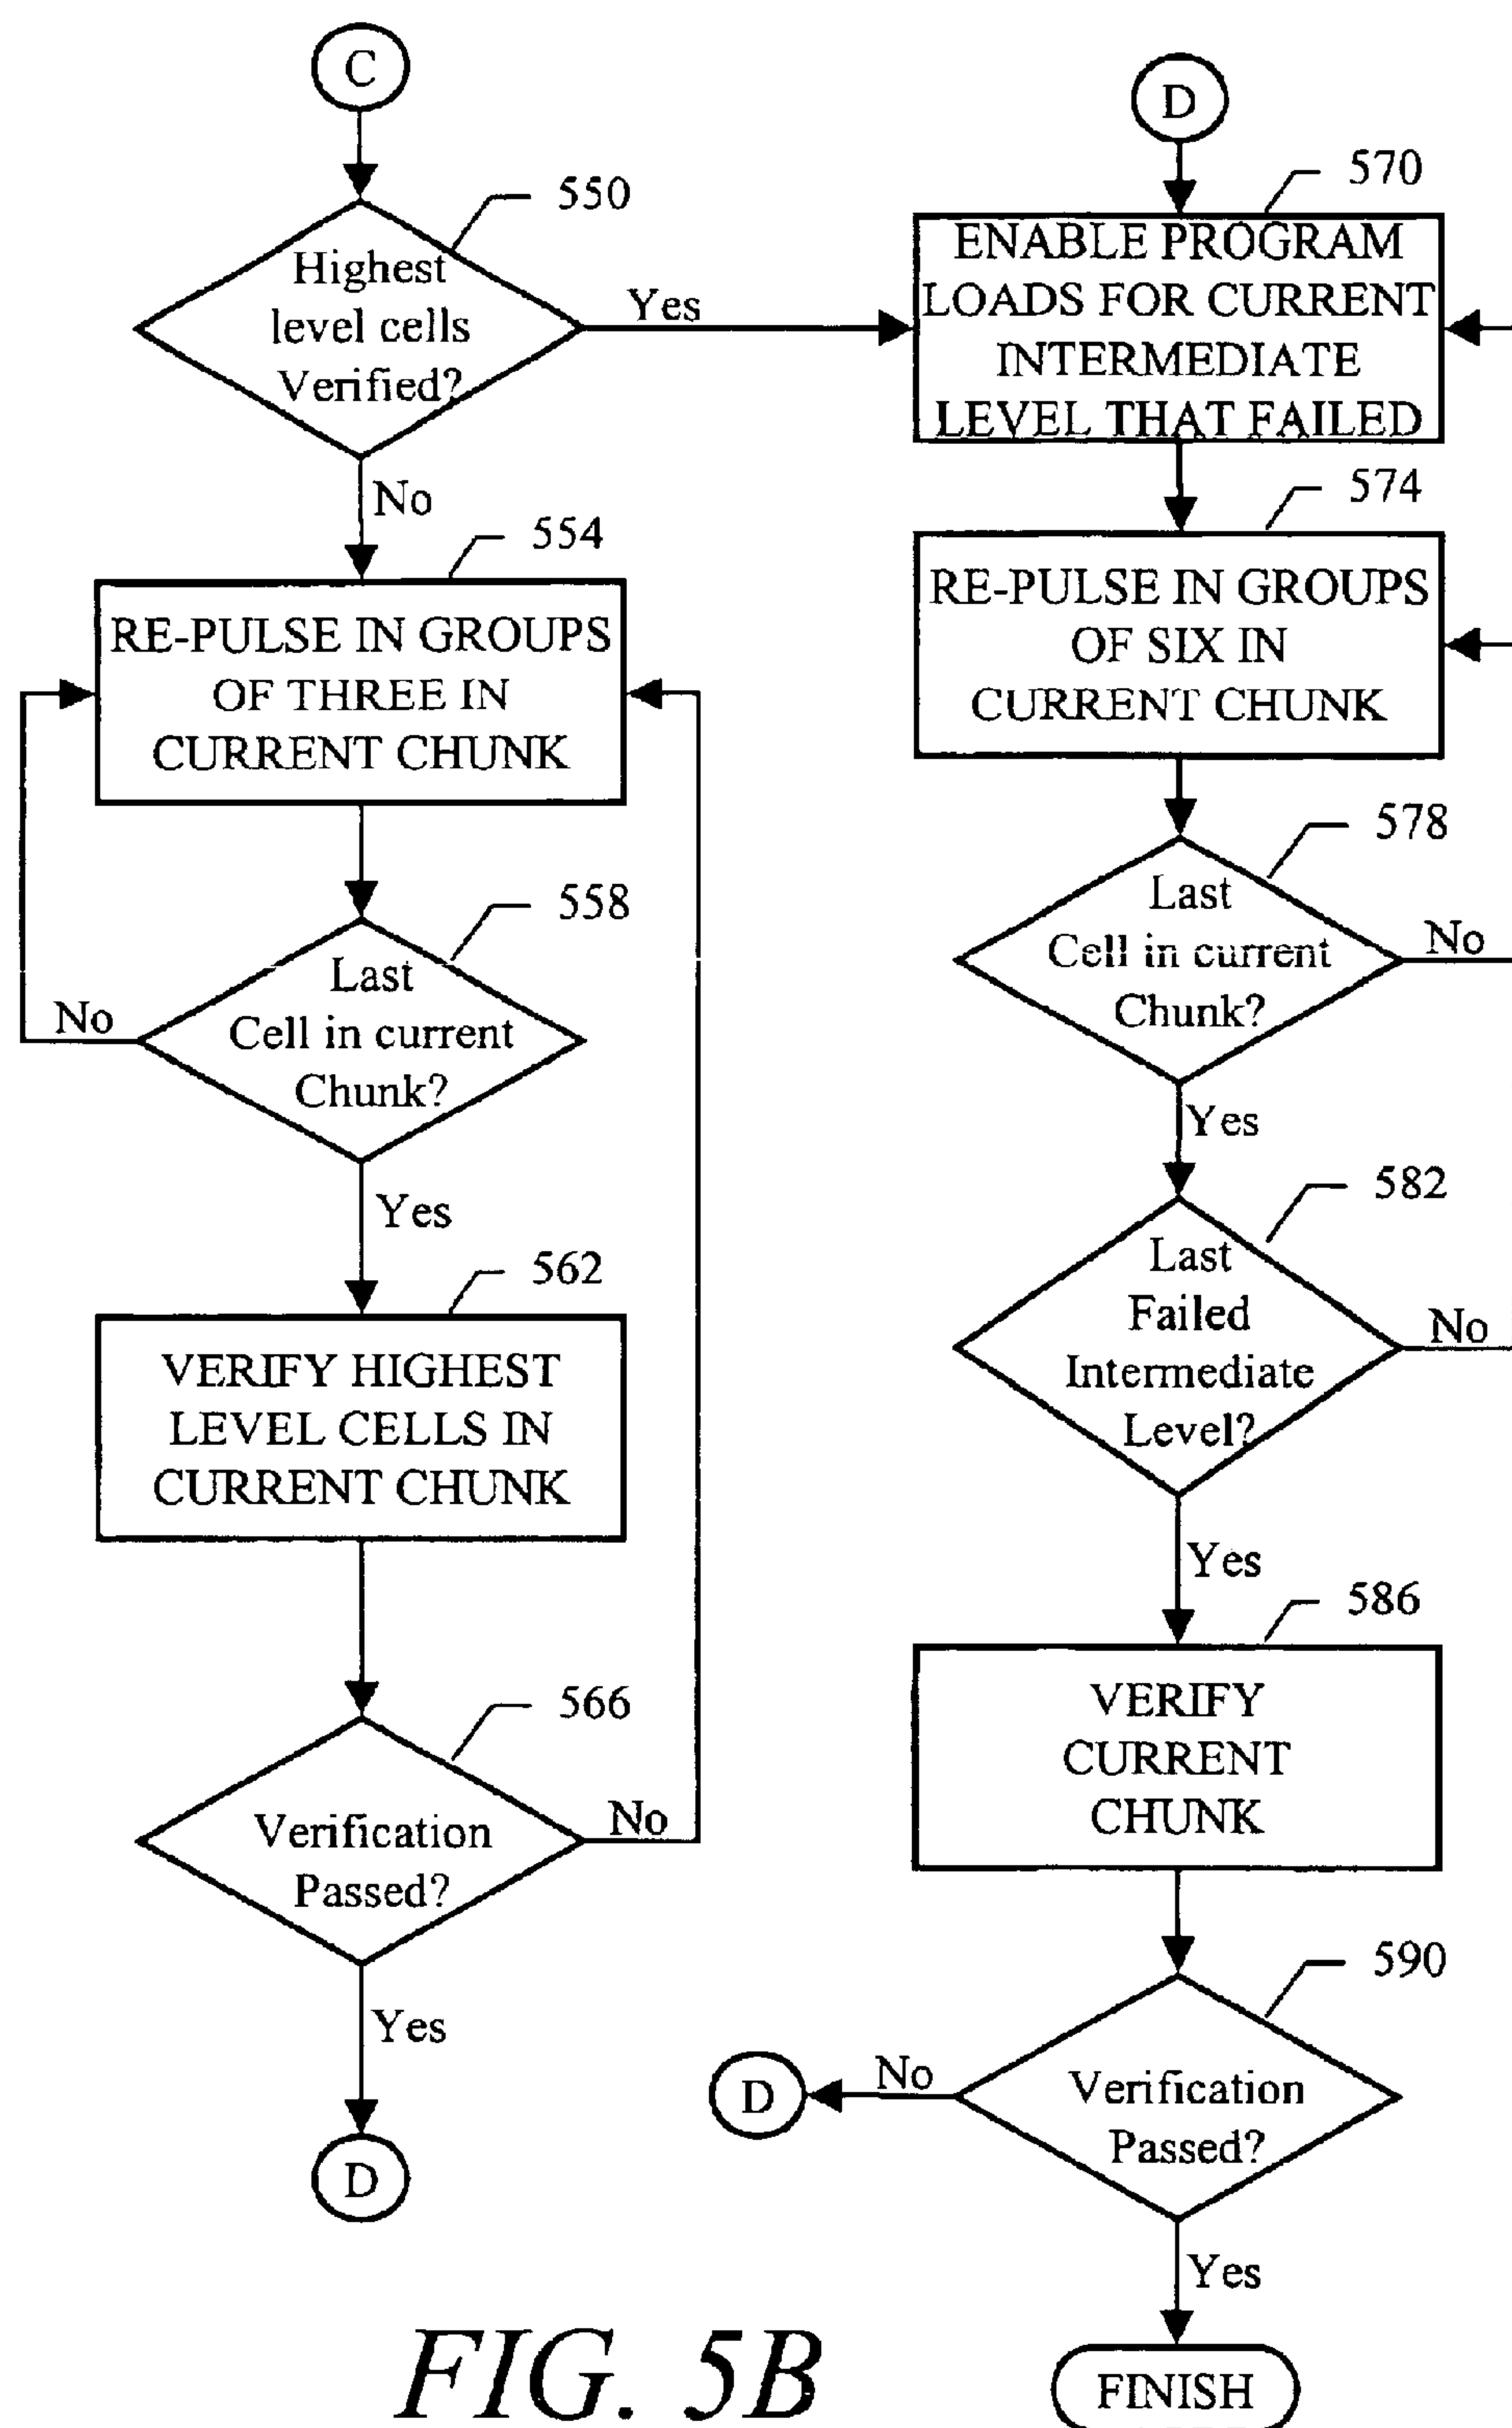 C
550
Highest
level cells
Verified?
Yes
No
554
RE-PULSE IN GROUPS
OF THREE IN
CURRENT CHUNK
558
Last
Cell in current
Chunk?
No
Yes
562
VERIFY HIGHEST
LEVEL CELLS IN
CURRENT CHUNK
566
Verification
Passed?
No
Yes
D
D
570
ENABLE PROGRAM
LOADS FOR CURRENT
INTERMEDIATE
LEVEL THAT FAILED
574
RE-PULSE IN GROUPS
OF SIX IN
CURRENT CHUNK
578
Last
Cell in current
Chunk?
No
Yes
582
Last
Failed
Intermediate
Level?
No
Yes
586
VERIFY
CURRENT
CHUNK
590
Verification
Passed?
No
D
Yes
FINISH
FIG. 5B